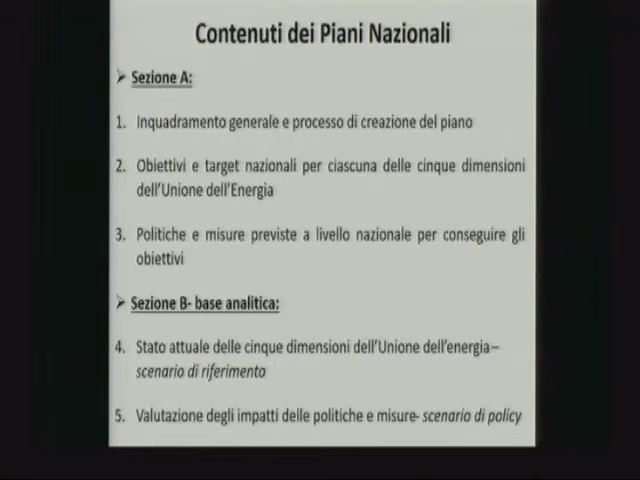 Contenuti dei Piani Nazionali
➢ Sezione A:
1. Inquadramento generale e processo di creazione del piano
2. Obiettivi e target nazionali per ciascuna delle cinque dimensioni
dell'Unione dell'Energia
3. Politiche e misure previste a livello nazionale per conseguire gli
obiettivi
➢ Sezione B- base analitica:
4. Stato attuale delle cinque dimensioni dell'Unione dell'energia–
scenario di riferimento
5. Valutazione degli impatti delle politiche e misure- scenario di policy